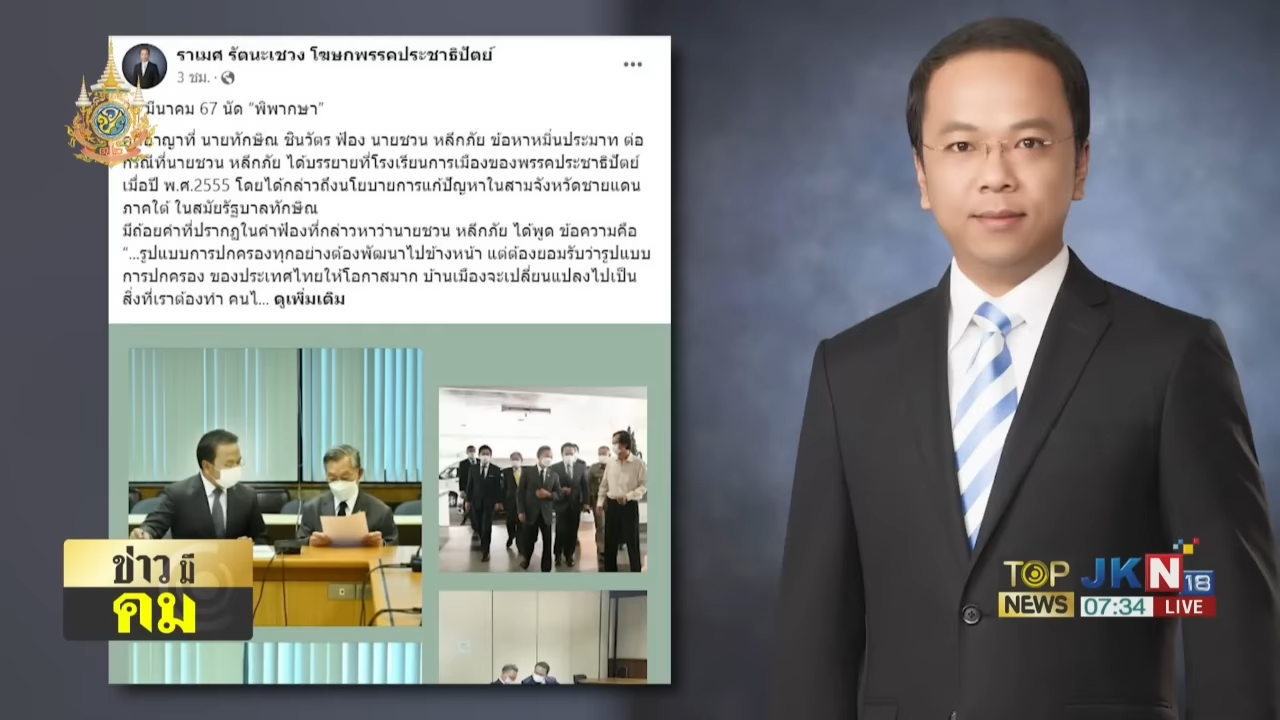 ราเมศ รัตนะเชวง โฆษกพรรคประชาธิปัตย์
3 ชม. ·
มีนาคม 67 นัด “พิพากษา”
ที่ นายทักษิณ ชินวัตร ฟ้อง นายชวน หลีกภัย ข้อหาหมิ่นประมาท ต่อ
กรณีที่นายชวน หลีกภัย ได้บรรยายที่โรงเรียนการเมืองของพรรคประชาธิปัตย์
เมื่อปี พ.ศ.2555 โดยได้กล่าวถึงนโยบายการแก้ปัญหาในสามจังหวัดชายแดน
ภาคใต้ ในสมัยรัฐบาลทักษิณ
มีถ้อยคำที่ปรากฏในคำฟ้องที่กล่าวหาว่านายชวน หลีกภัย ได้พูด ข้อความคือ
“...รูปแบบการปกครองทุกอย่างต้องพัฒนาไปข้างหน้า แต่ต้องยอมรับว่ารูปแบบ
การปกครอง ของประเทศไทยให้โอกาสมาก บ้านเมืองจะเปลี่ยนแปลงไปเป็น
สิ่งที่เราต้องทำ คนไ... ดูเพิ่มเติม
ข่าว มี
คม
TOP NEWS
JKN 18
07:34 LIVE